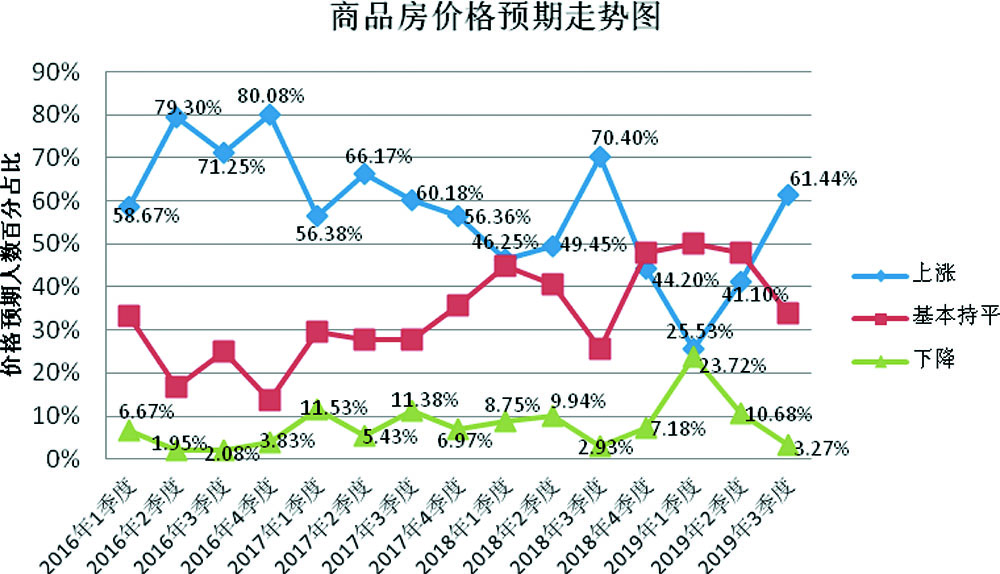 商品房价格预期走势图
价格预期人数百分占比
90%
80%
70%
60%
50%
40%
30%
20%
10%
0%
58.67%
79.30%
71.25%
80.08%
56.38%
66.17%
60.18%
56.36%
46.25%
49.45%
70.40%
44.20%
25.53%
41.10%
61.44%
6.67%
1.95%
2.08%
3.83%
11.53%
5.43%
11.38%
6.97%
8.75%
9.94%
2.93%
7.18%
23.72%
10.68%
3.27%
上涨
基本持平
下降
2016年1季度
2016年2季度
2016年3季度
2016年4季度
2017年1季度
2017年2季度
2017年3季度
2017年4季度
2018年1季度
2018年2季度
2018年3季度
2018年4季度
2019年1季度
2019年2季度
2019年3季度